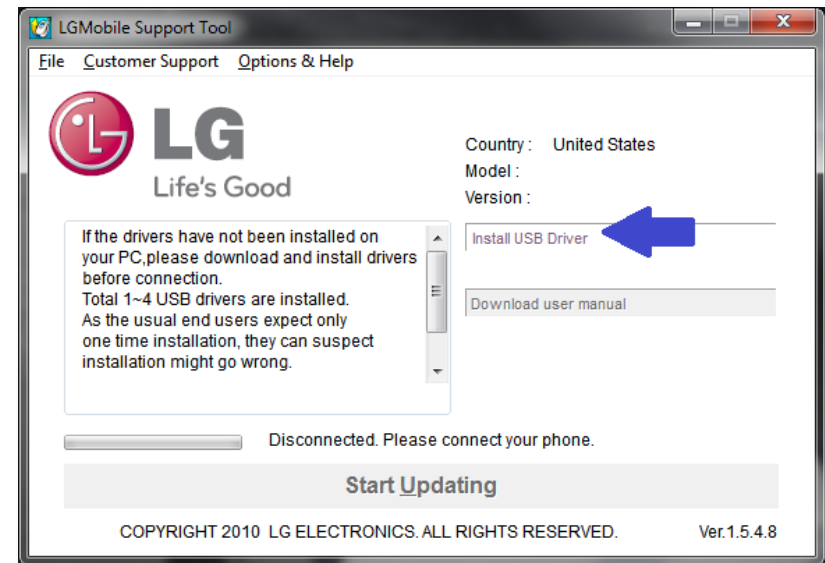 LGMobile Support Tool
File Customer Support Options & Help
LG
Life's Good
Country : United States
Model :
Version :
If the drivers have not been installed on
your PC,please download and install drivers
before connection.
Total 1~4 USB drivers are installed.
As the usual end users expect only
one time installation, they can suspect
installation might go wrong.
Install USB Driver
Download user manual
Disconnected. Please connect your phone.
Start Updating
COPYRIGHT 2010 LG ELECTRONICS. ALL RIGHTS RESERVED. Ver.1.5.4.8